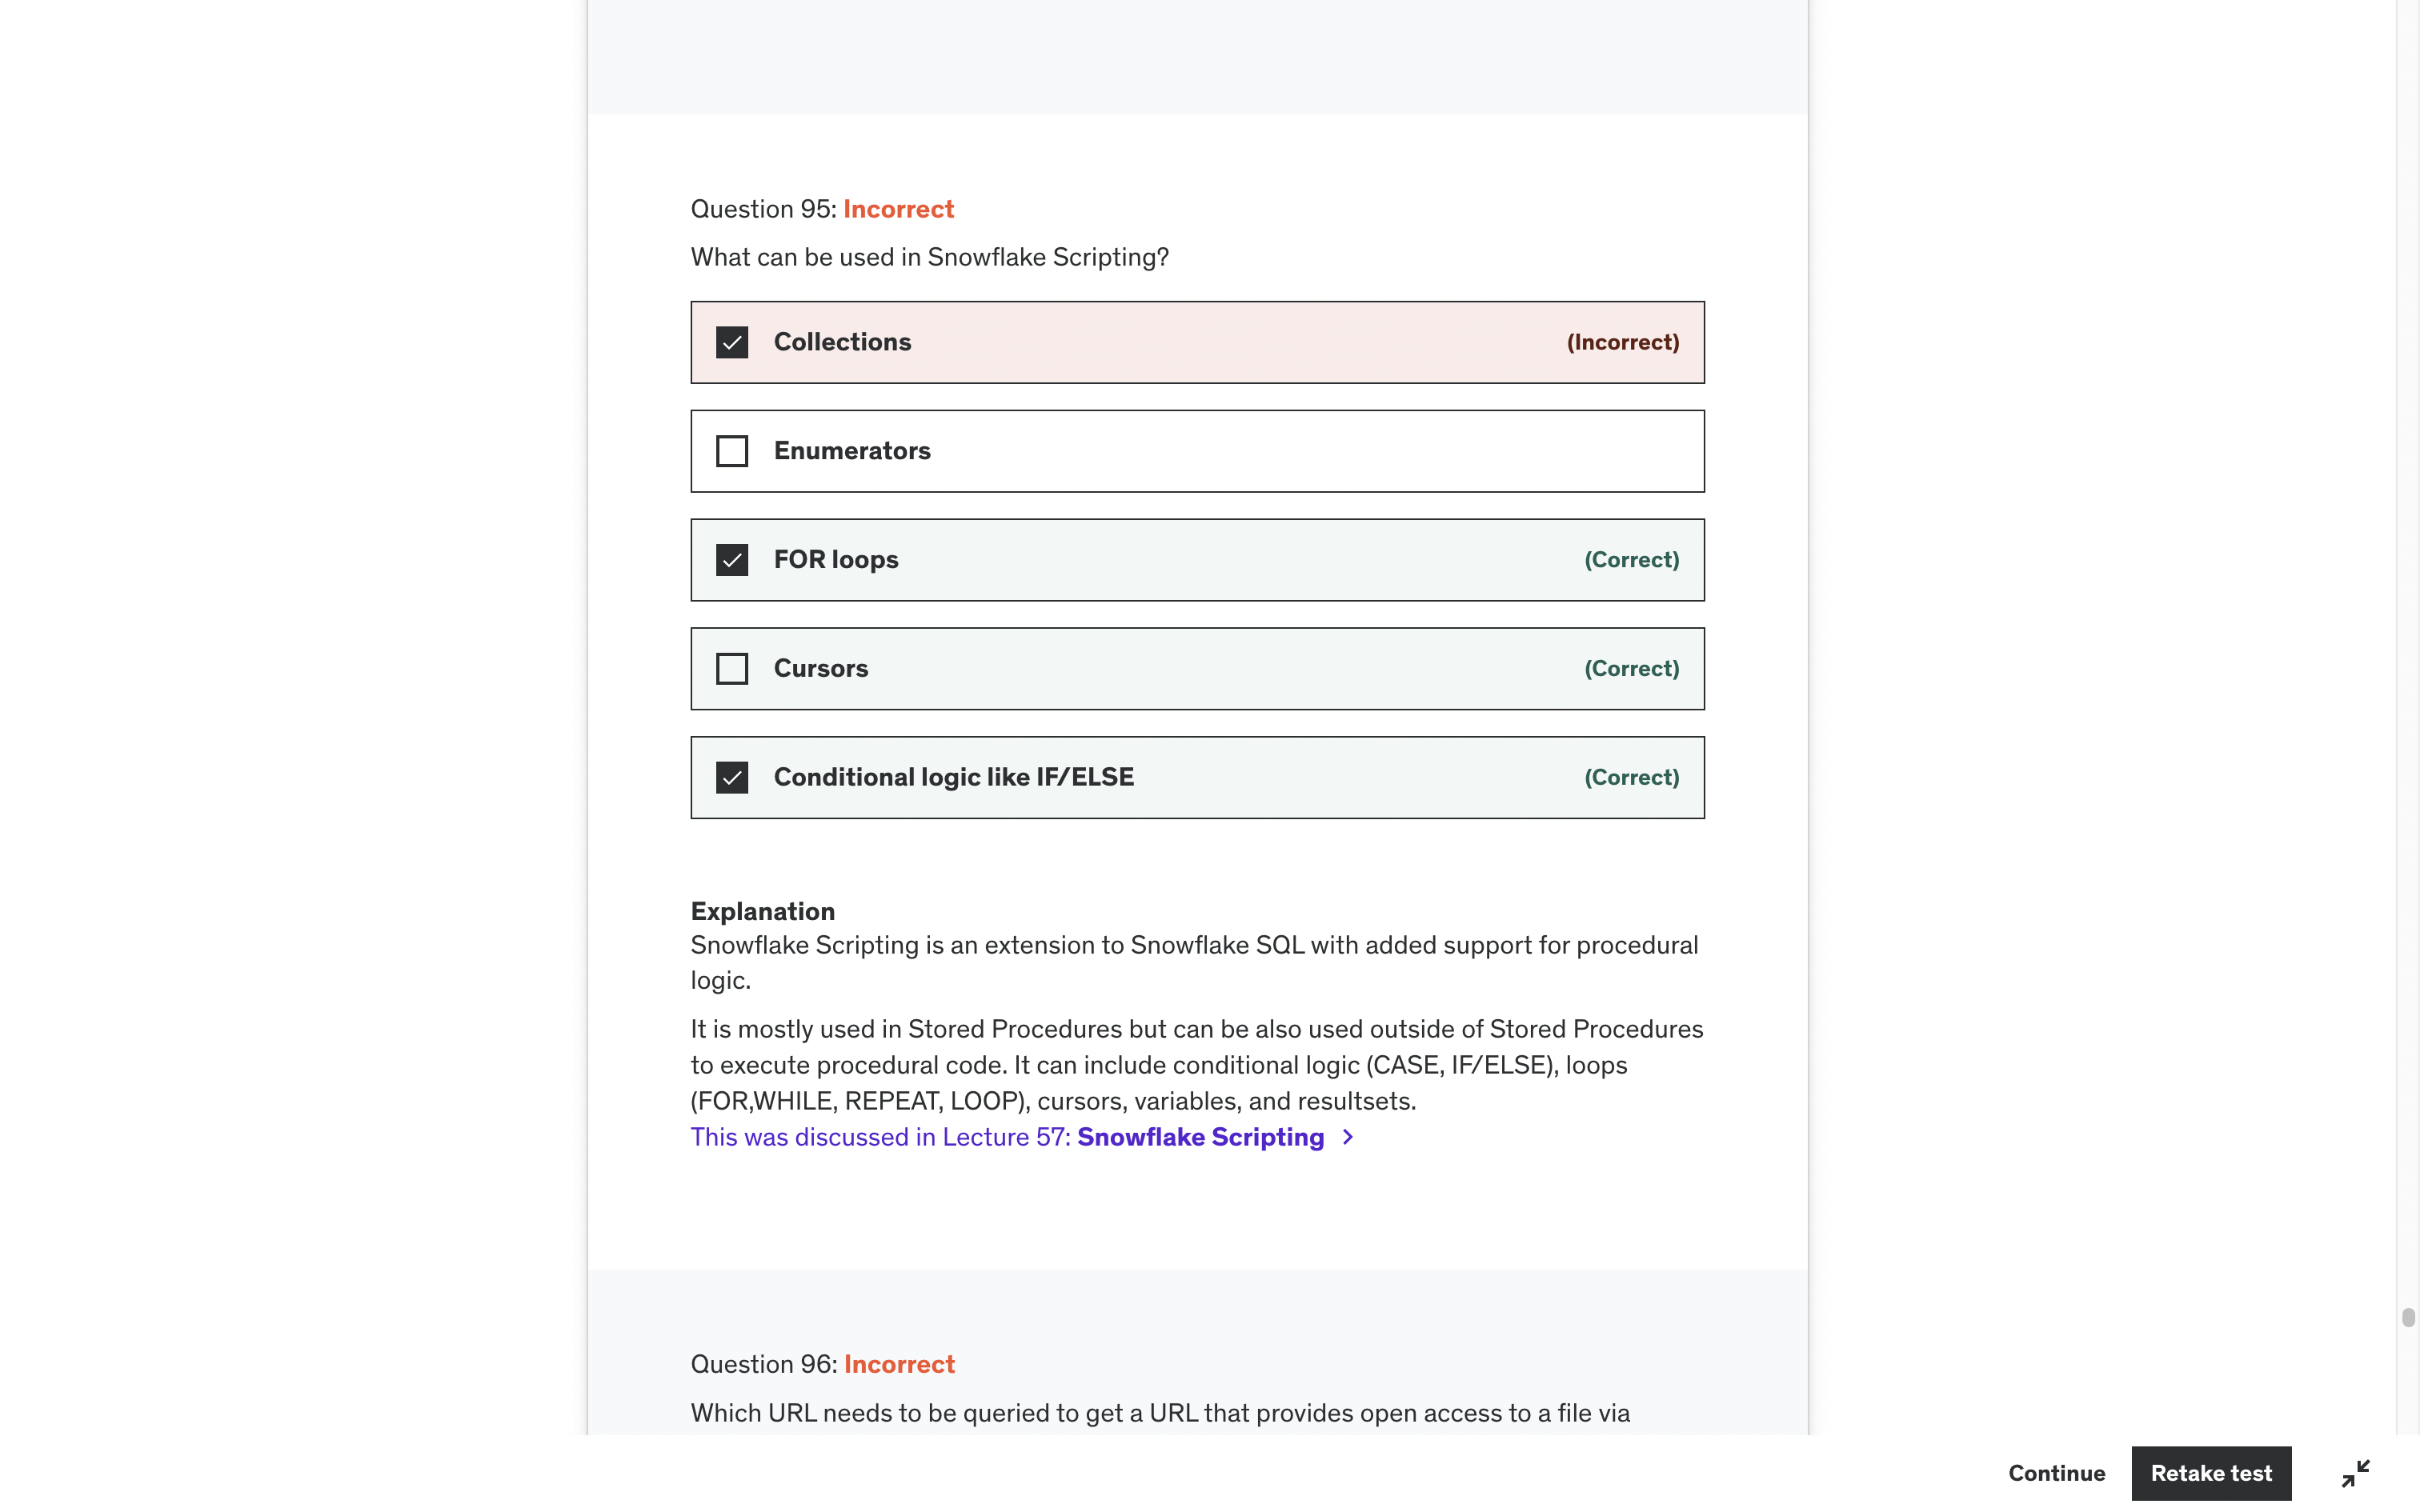 Question 95: Incorrect
What can be used in Snowflake Scripting?
Collections (Incorrect)
Enumerators
FOR loops (Correct)
Cursors (Correct)
Conditional logic like IF/ELSE (Correct)
Explanation
Snowflake Scripting is an extension to Snowflake SQL with added support for procedural
logic.
It is mostly used in Stored Procedures but can be also used outside of Stored Procedures
to execute procedural code. It can include conditional logic (CASE, IF/ELSE), loops
(FOR,WHILE, REPEAT, LOOP), cursors, variables, and resultsets.
This was discussed in Lecture 57: Snowflake Scripting
Question 96: Incorrect
Which URL needs to be queried to get a URL that provides open access to a file via
Continue Retake test